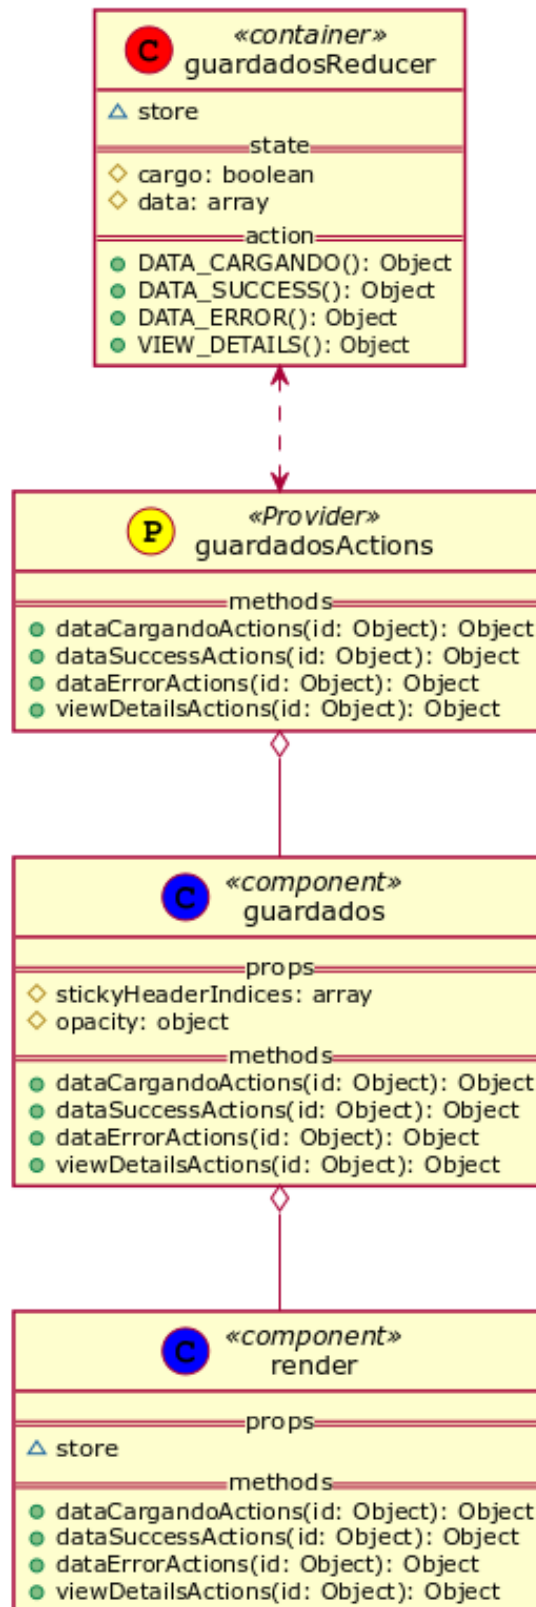 C
«container»
guardadosReducer
store
state
cargo: boolean
data: array
action
DATA_CARGANDO(): Object
DATA_SUCCESS(): Object
DATA_ERROR(): Object
VIEW_DETAILS(): Object
P
«Provider»
guardadosActions
methods
dataCargandoActions(id: Object): Object
dataSuccessActions(id: Object): Object
dataErrorActions(id: Object): Object
viewDetailsActions(id: Object): Object
C
«component»
guardados
props
stickyHeaderIndices: array
opacity: object
methods
dataCargandoActions(id: Object): Object
dataSuccessActions(id: Object): Object
dataErrorActions(id: Object): Object
viewDetailsActions(id: Object): Object
C
«component»
render
props
store
methods
dataCargandoActions(id: Object): Object
dataSuccessActions(id: Object): Object
dataErrorActions(id: Object): Object
viewDetailsActions(id: Object): Object